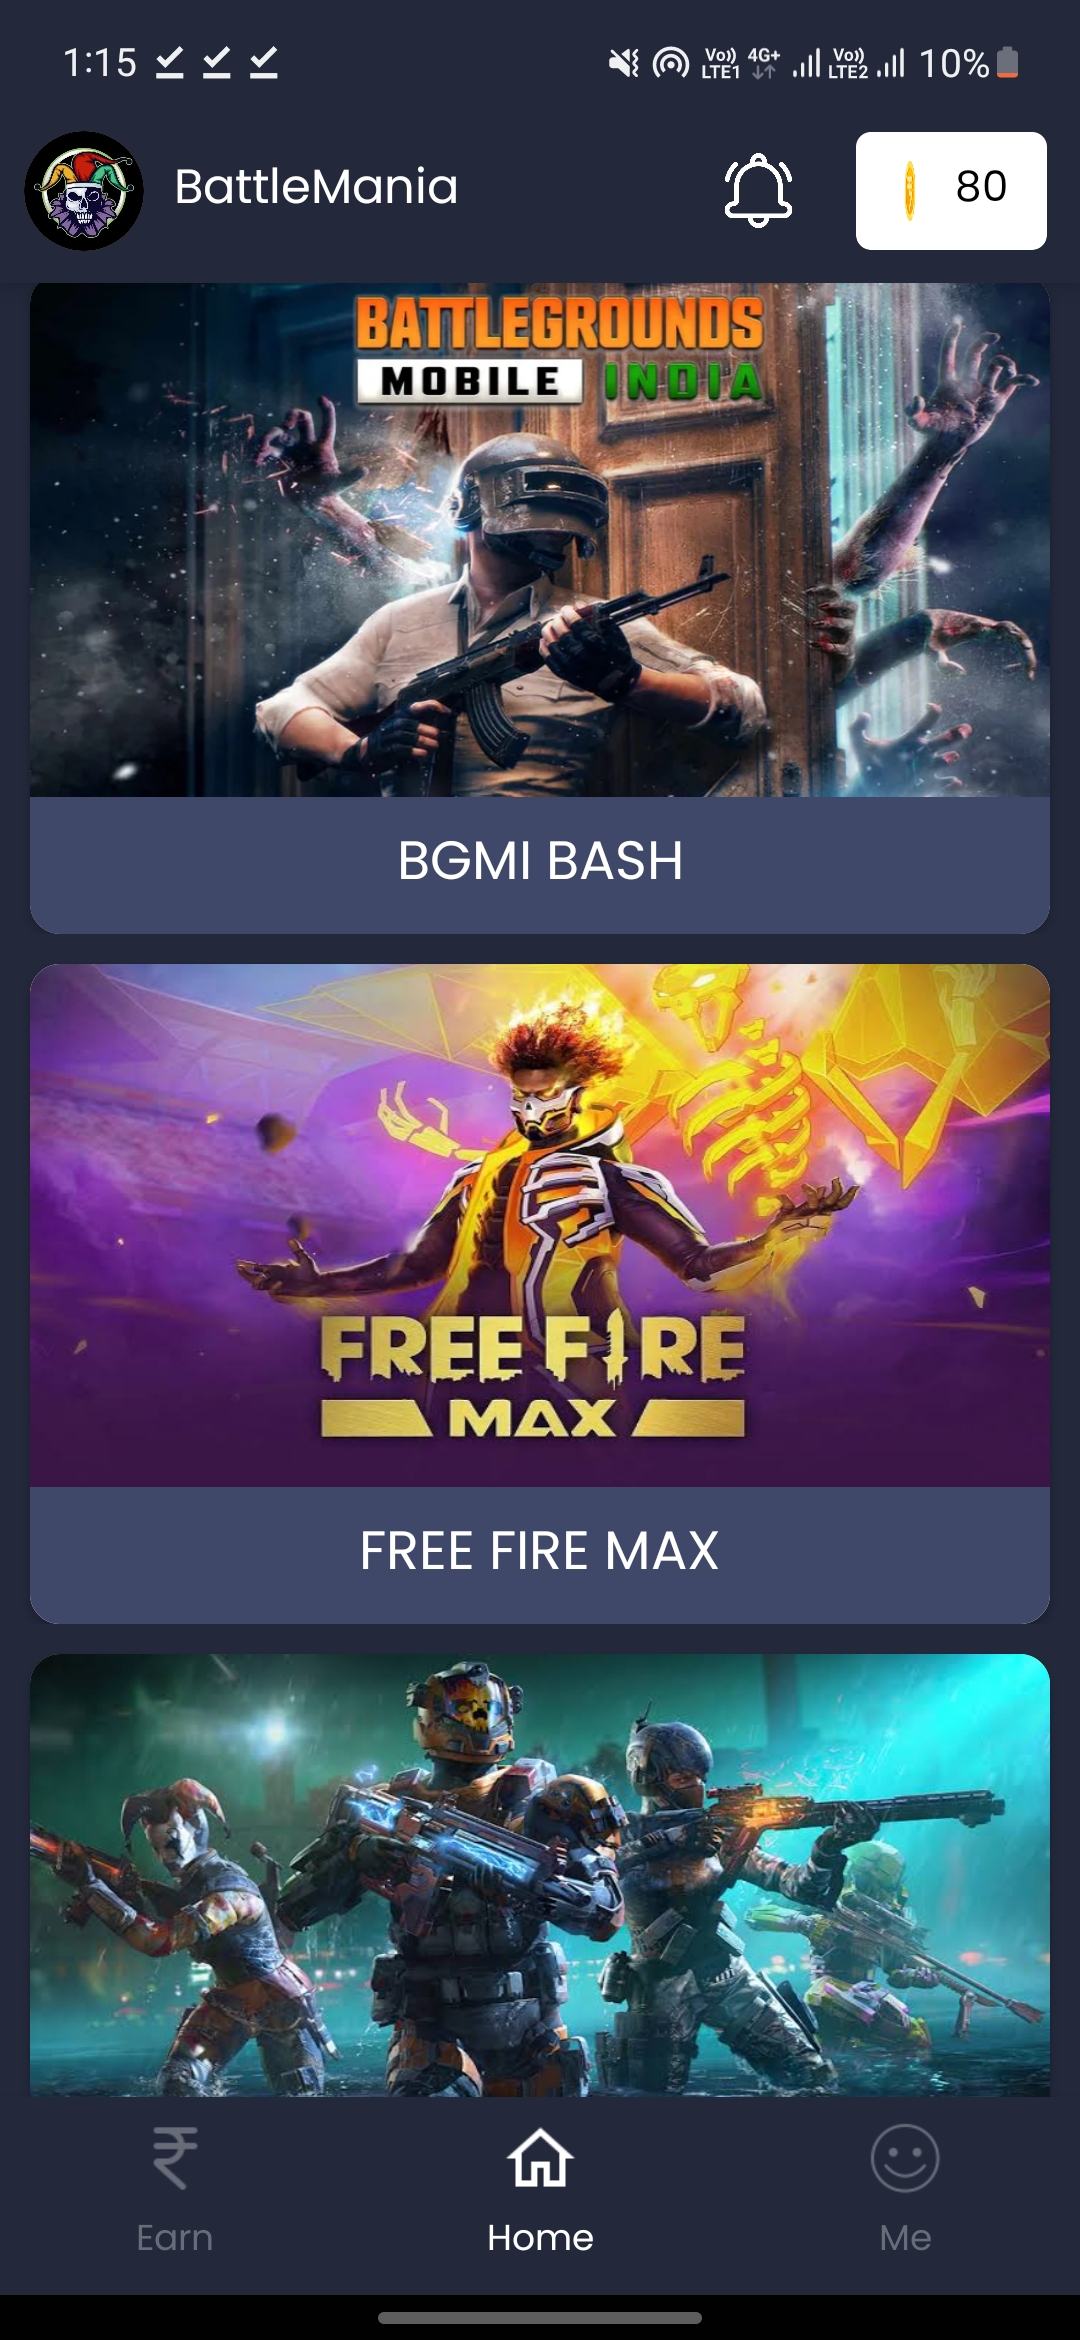 1:15 Vo)) LTE1 4G+ Vo)) LTE2 10%
BattleMania 80
BATTLEGROUNDS
MOBILE INDIA
BGMI BASH
FREE FIRE
MAX
FREE FIRE MAX
Earn Home Me